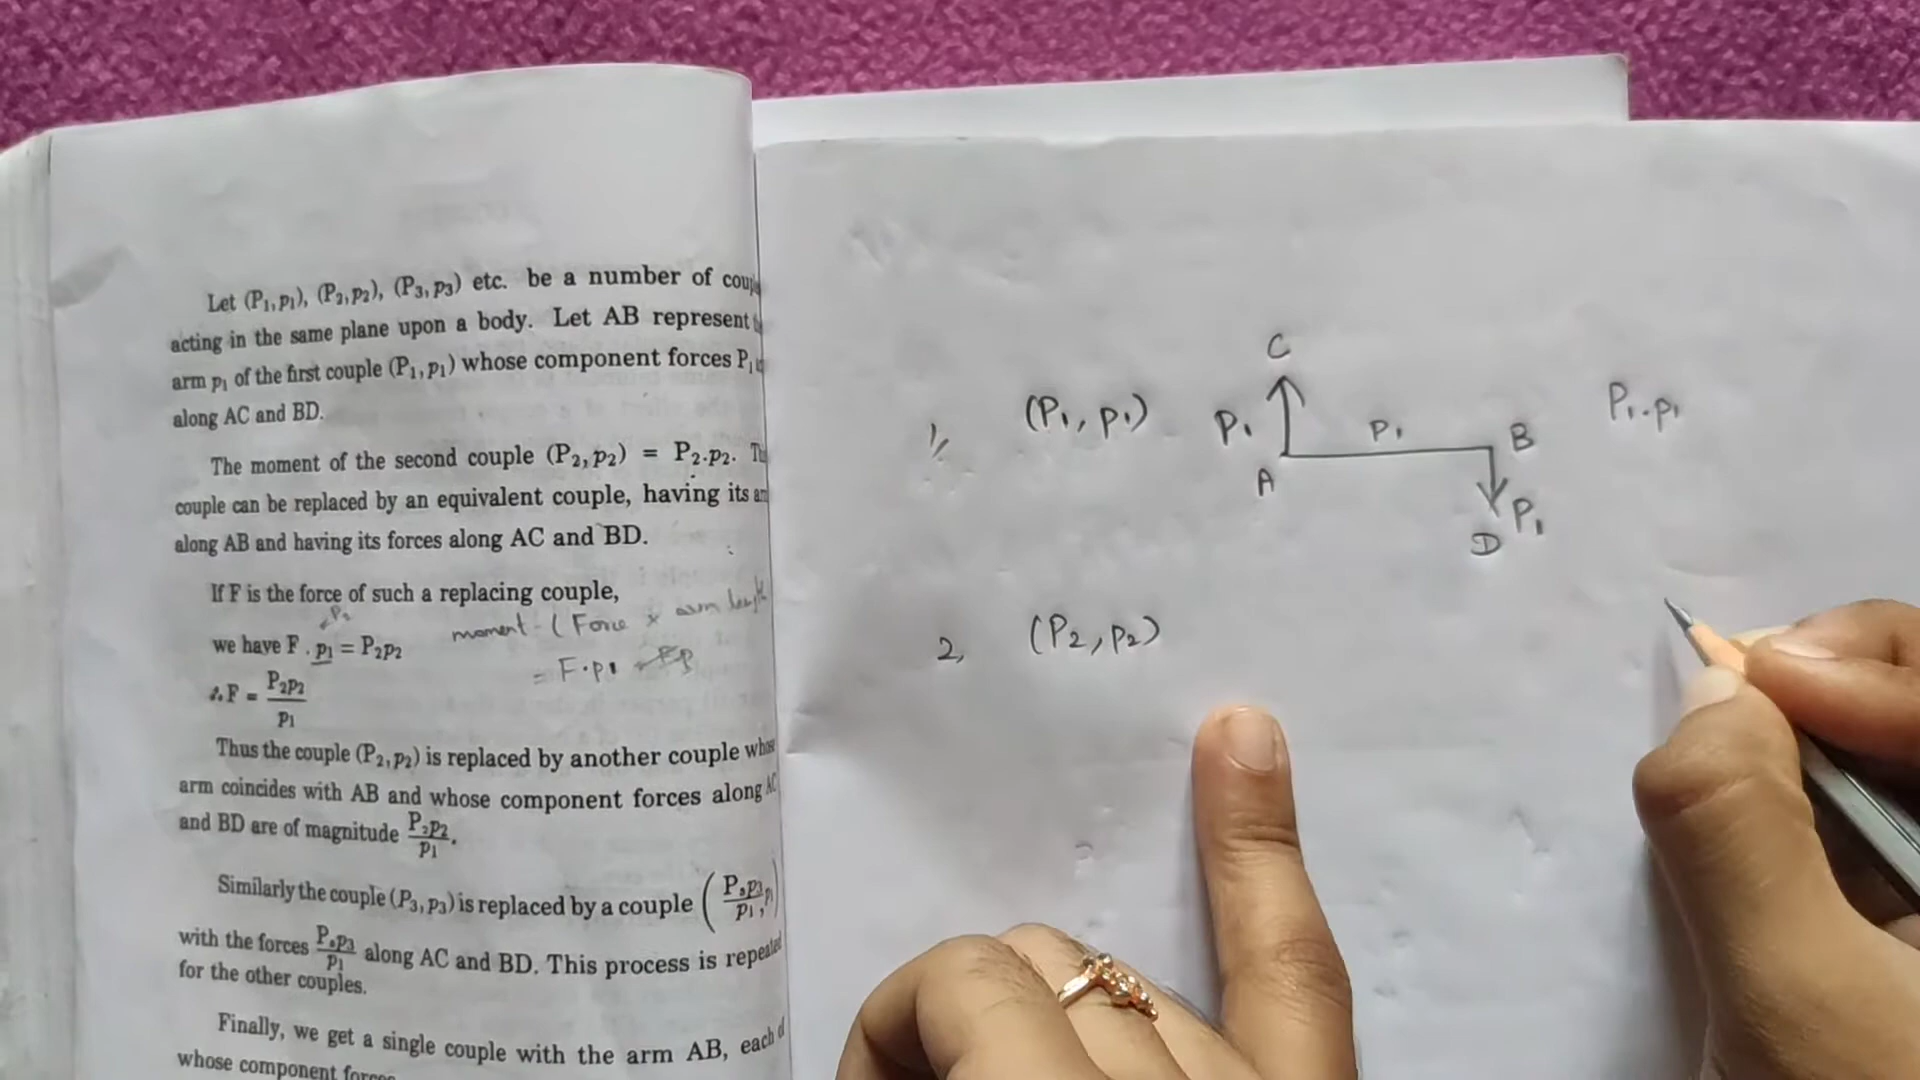 Let (P₁,p₁), (P₂,p₂), (P₃,p₃) etc. be a number of
acting in the same plane upon a body. Let AB represent
arm p₁ of the first couple (P₁,p₁) whose component forces P₁
along AC and BD.
The moment of the second couple (P₂,p₂) = P₂.p₂.
couple can be replaced by an equivalent couple, having its
along AB and having its forces along AC and BD.
If F is the force of such a replacing couple,
we have F . p₁ = P₂p₂
moment - (Force × arm length
= F·p₁
∴ F = P₂p₂/p₁
Thus the couple (P₂,p₂) is replaced by another couple
arm coincides with AB and whose component forces along
and BD are of magnitude P₂p₂/p₁.
Similarly the couple (P₃,p₃) is replaced by a couple (P₃p₃/p₁,
with the forces P₃p₃/p₁ along AC and BD. This process is repeated
for the other couples.
Finally, we get a single couple with the arm AB, each of
whose component forces
1, (P₁, p₁)
C
P₁
A
p₁
B
P₁
D
P₁.p₁
2, (P₂, p₂)